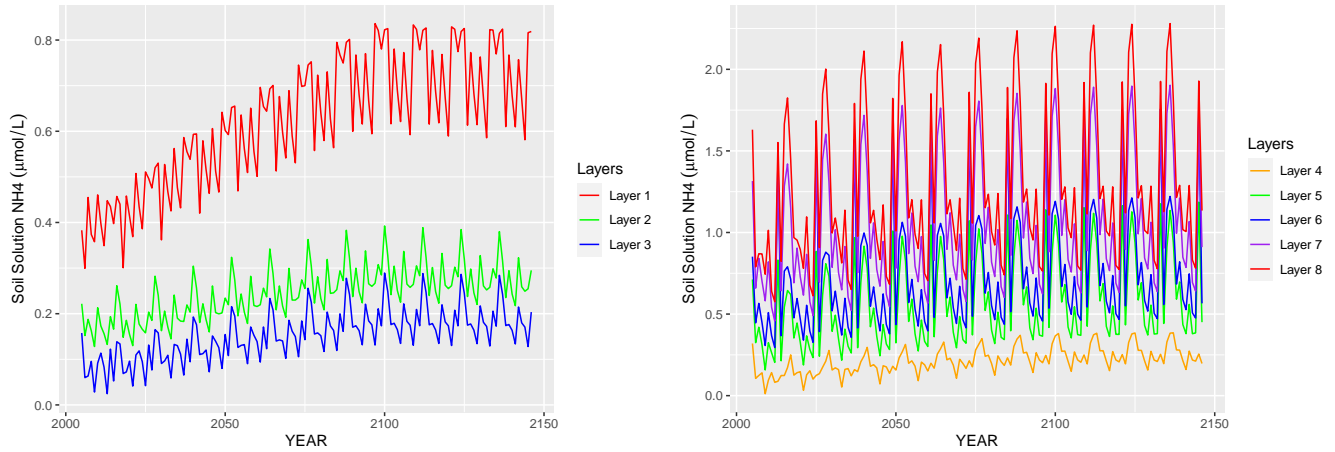 Soil Solution NH4 (μmol/L)
0.8
0.6
0.4
0.2
0.0
2000
2050
2100
2150
YEAR
Layers
Layer 1
Layer 2
Layer 3
Soil Solution NH4 (μmol/L)
2.0
1.5
1.0
0.5
0.0
2000
2050
2100
2150
YEAR
Layers
Layer 4
Layer 5
Layer 6
Layer 7
Layer 8